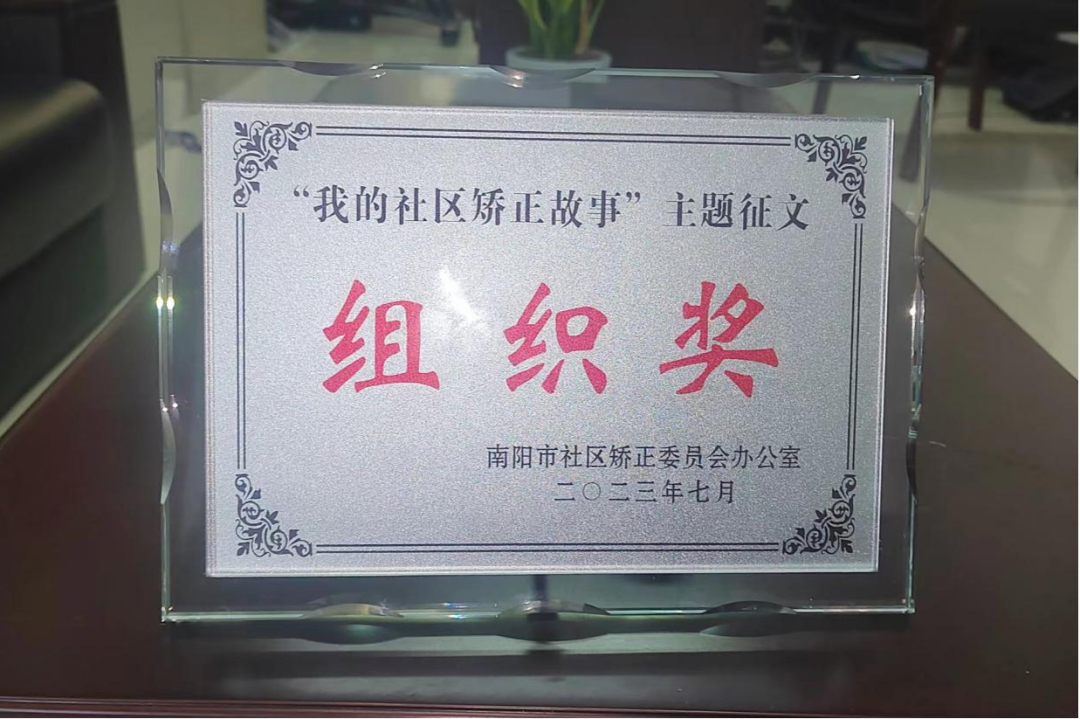 “我的社区矫正故事”主题征文
组织奖
南阳市社区矫正委员会办公室
二〇二三年七月